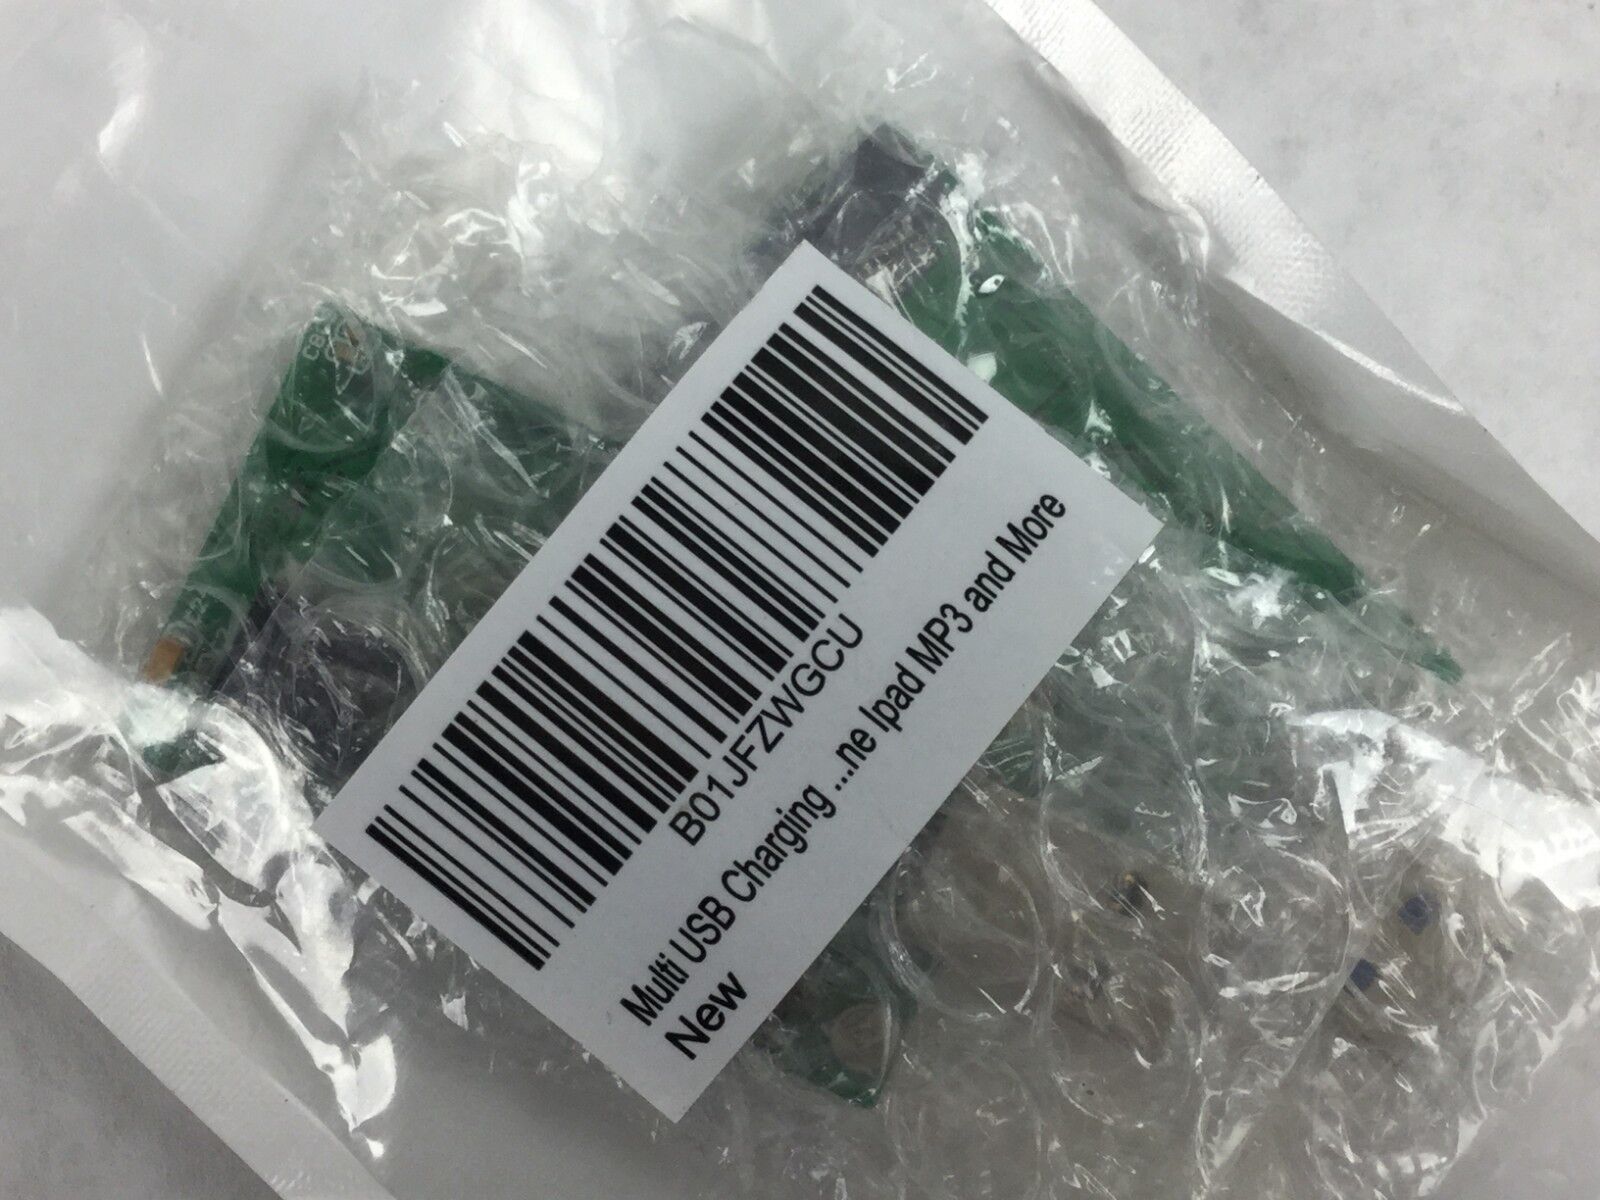 B01JFZWGCU
Multi USB Charging ...ne Ipad MP3 and More
New